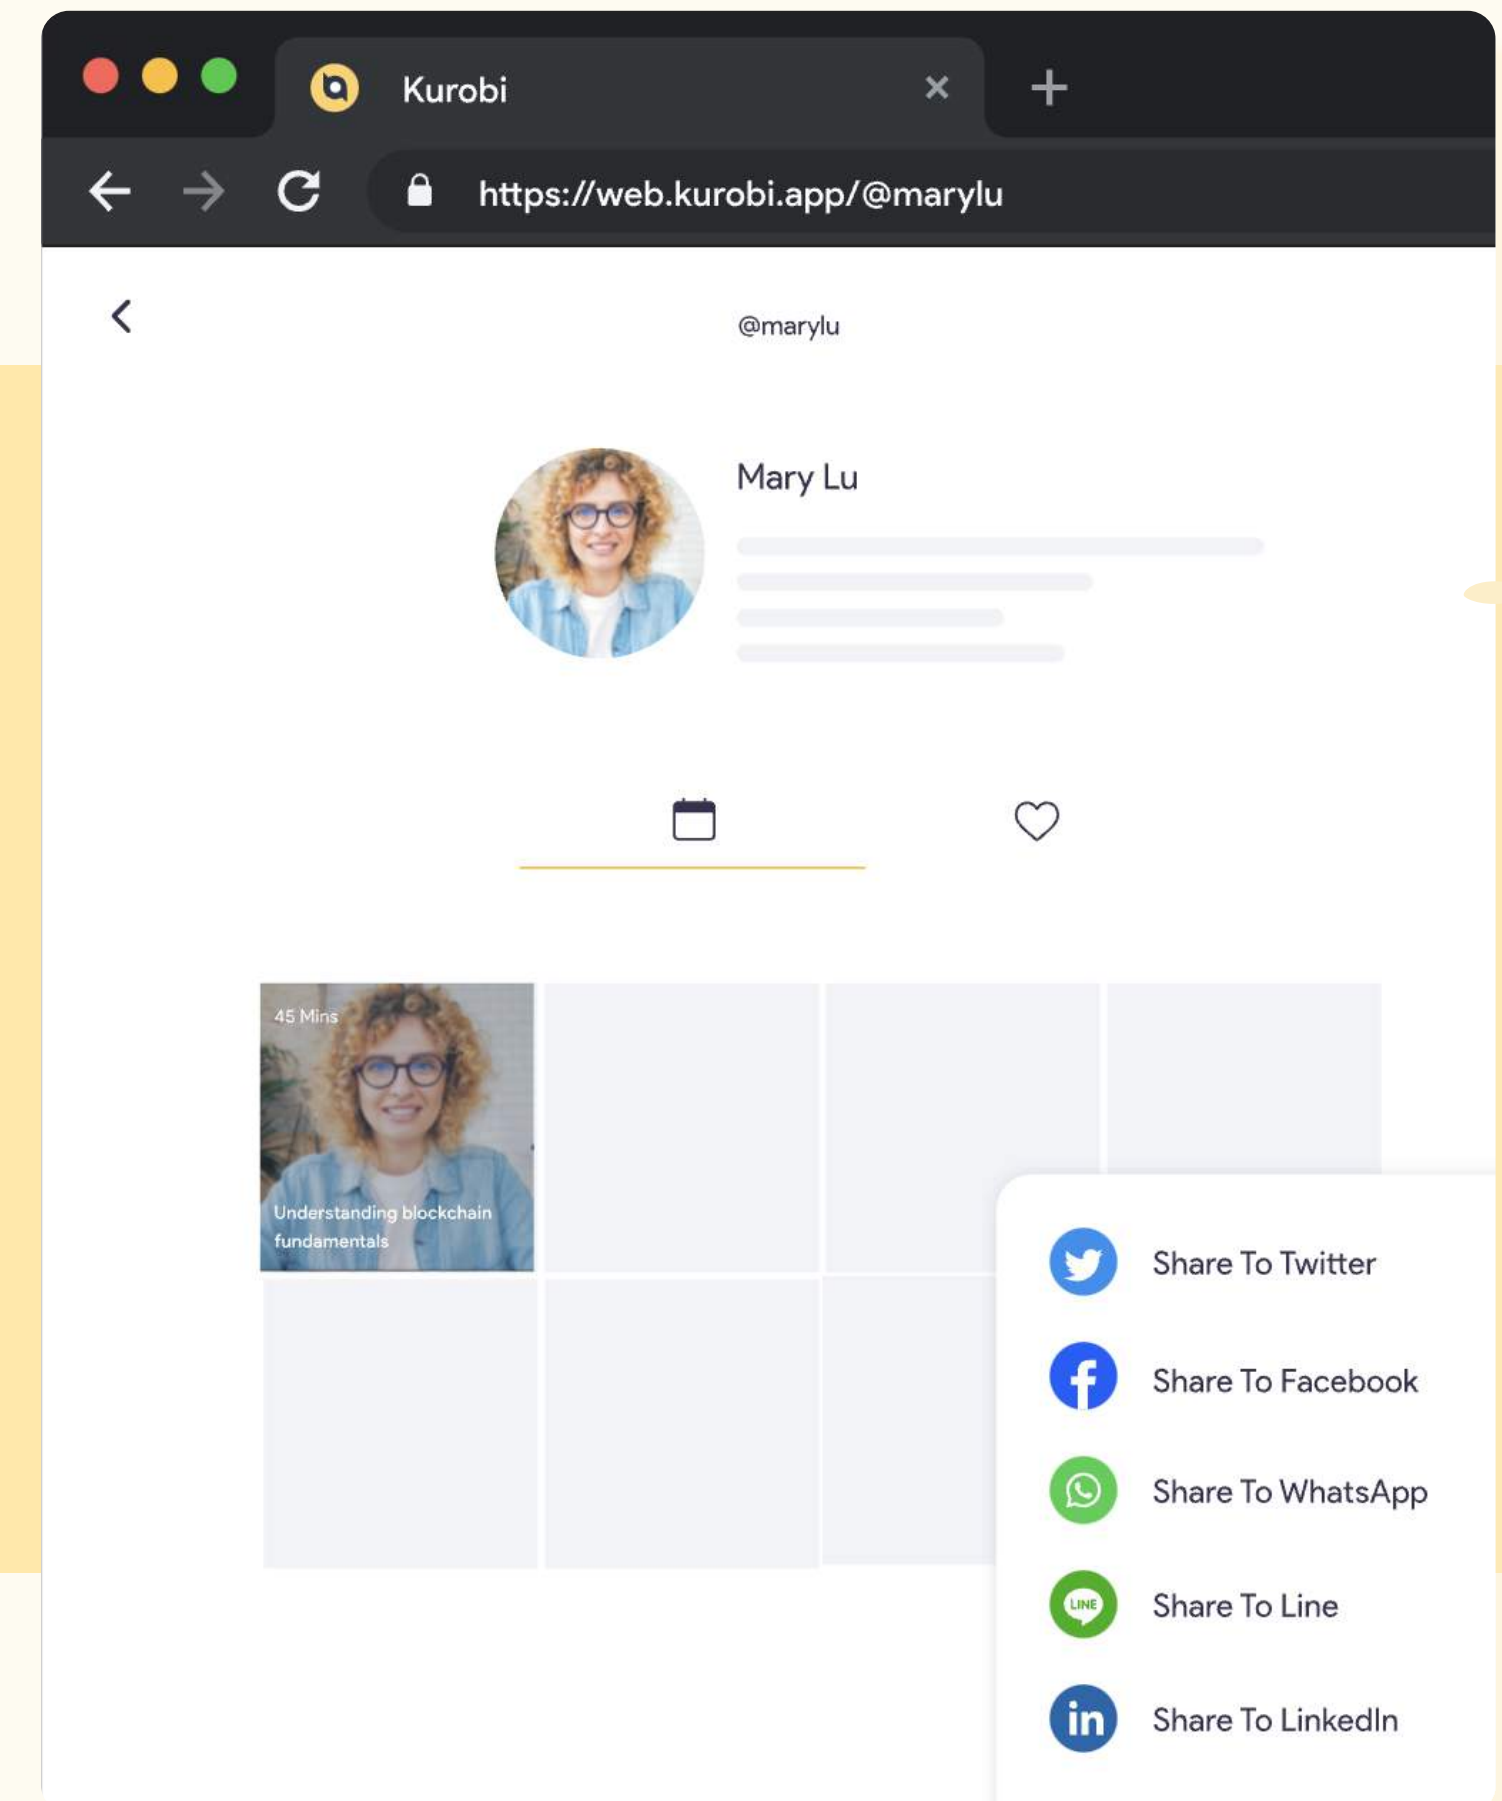 Kurobi
https://web.kurobi.app/@marylu
@marylu
Mary Lu
45 Mins
Understanding blockchain
fundamentals
Share To Twitter
Share To Facebook
Share To WhatsApp
LINE
Share To Line
in
Share To LinkedIn